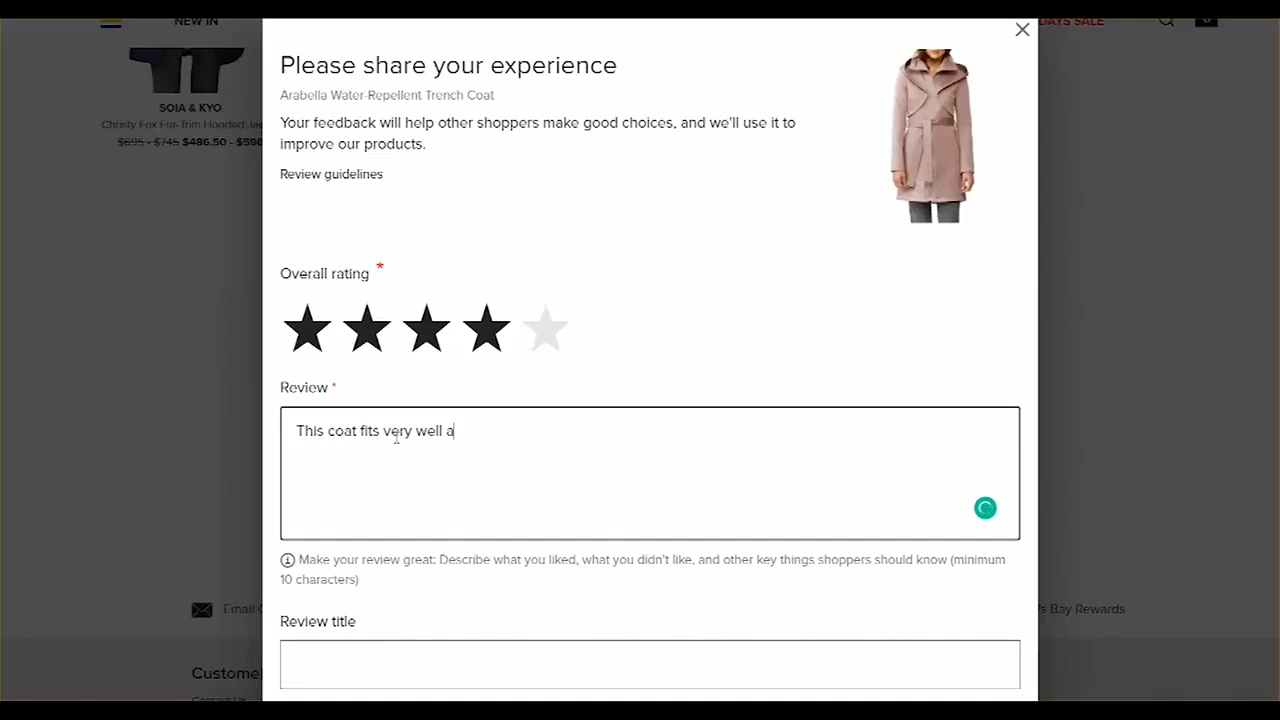 NEW IN
DAYS SALE
Please share your experience
Arabella Water-Repellent Trench Coat
Your feedback will help other shoppers make good choices, and we'll use it to
improve our products.
Review guidelines
SOIA & KYO
Christy Fox Fur-Trim Hooded
$695 - $745 $486.50 -
Overall rating *
Review *
This coat fits very well a
Make your review great: Describe what you liked, what you didn't like, and other key things shoppers should know (minimum
10 characters)
Email
Bay Rewards
Review title
Custome
Contact Us